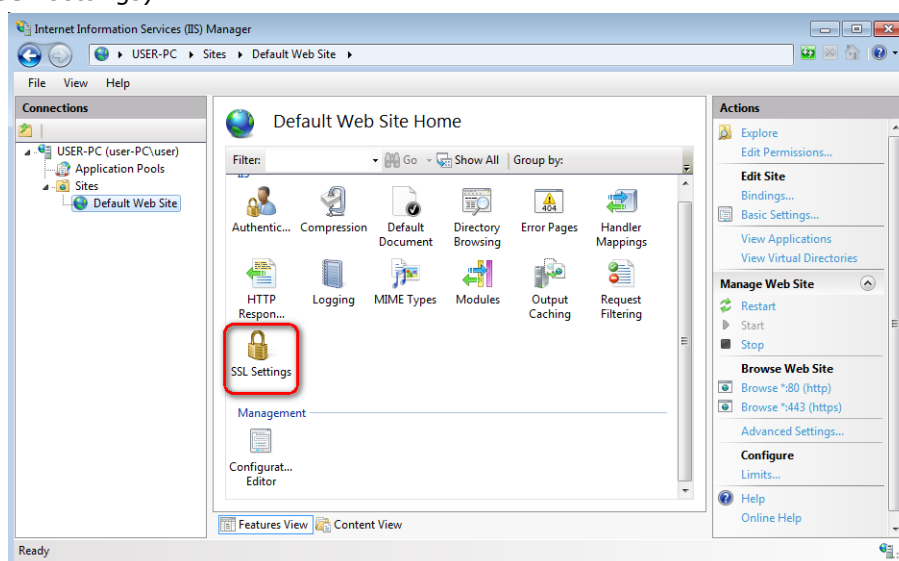 Internet Information Services (IIS) Manager
USER-PC Sites Default Web Site
File View Help
Connections
USER-PC (user-PC\user)
Application Pools
Sites
Default Web Site
Default Web Site Home
Filter: Go Show All Group by:
IIS
Authentic... Compression Default Document Directory Browsing Error Pages Handler Mappings
404
HTTP Respon... Logging MIME Types Modules Output Caching Request Filtering
SSL Settings
Management
Configurat... Editor
Features View Content View
Actions
Explore
Edit Permissions...
Edit Site
Bindings...
Basic Settings...
View Applications
View Virtual Directories
Manage Web Site
Restart
Start
Stop
Browse Web Site
Browse *:80 (http)
Browse *:443 (https)
Advanced Settings...
Configure
Limits...
Help
Online Help
Ready